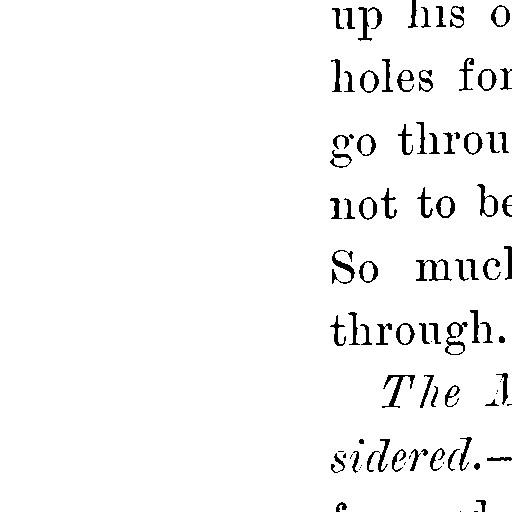 up his
holes for
go throu
not to be
So much
through.
The
sidered.—